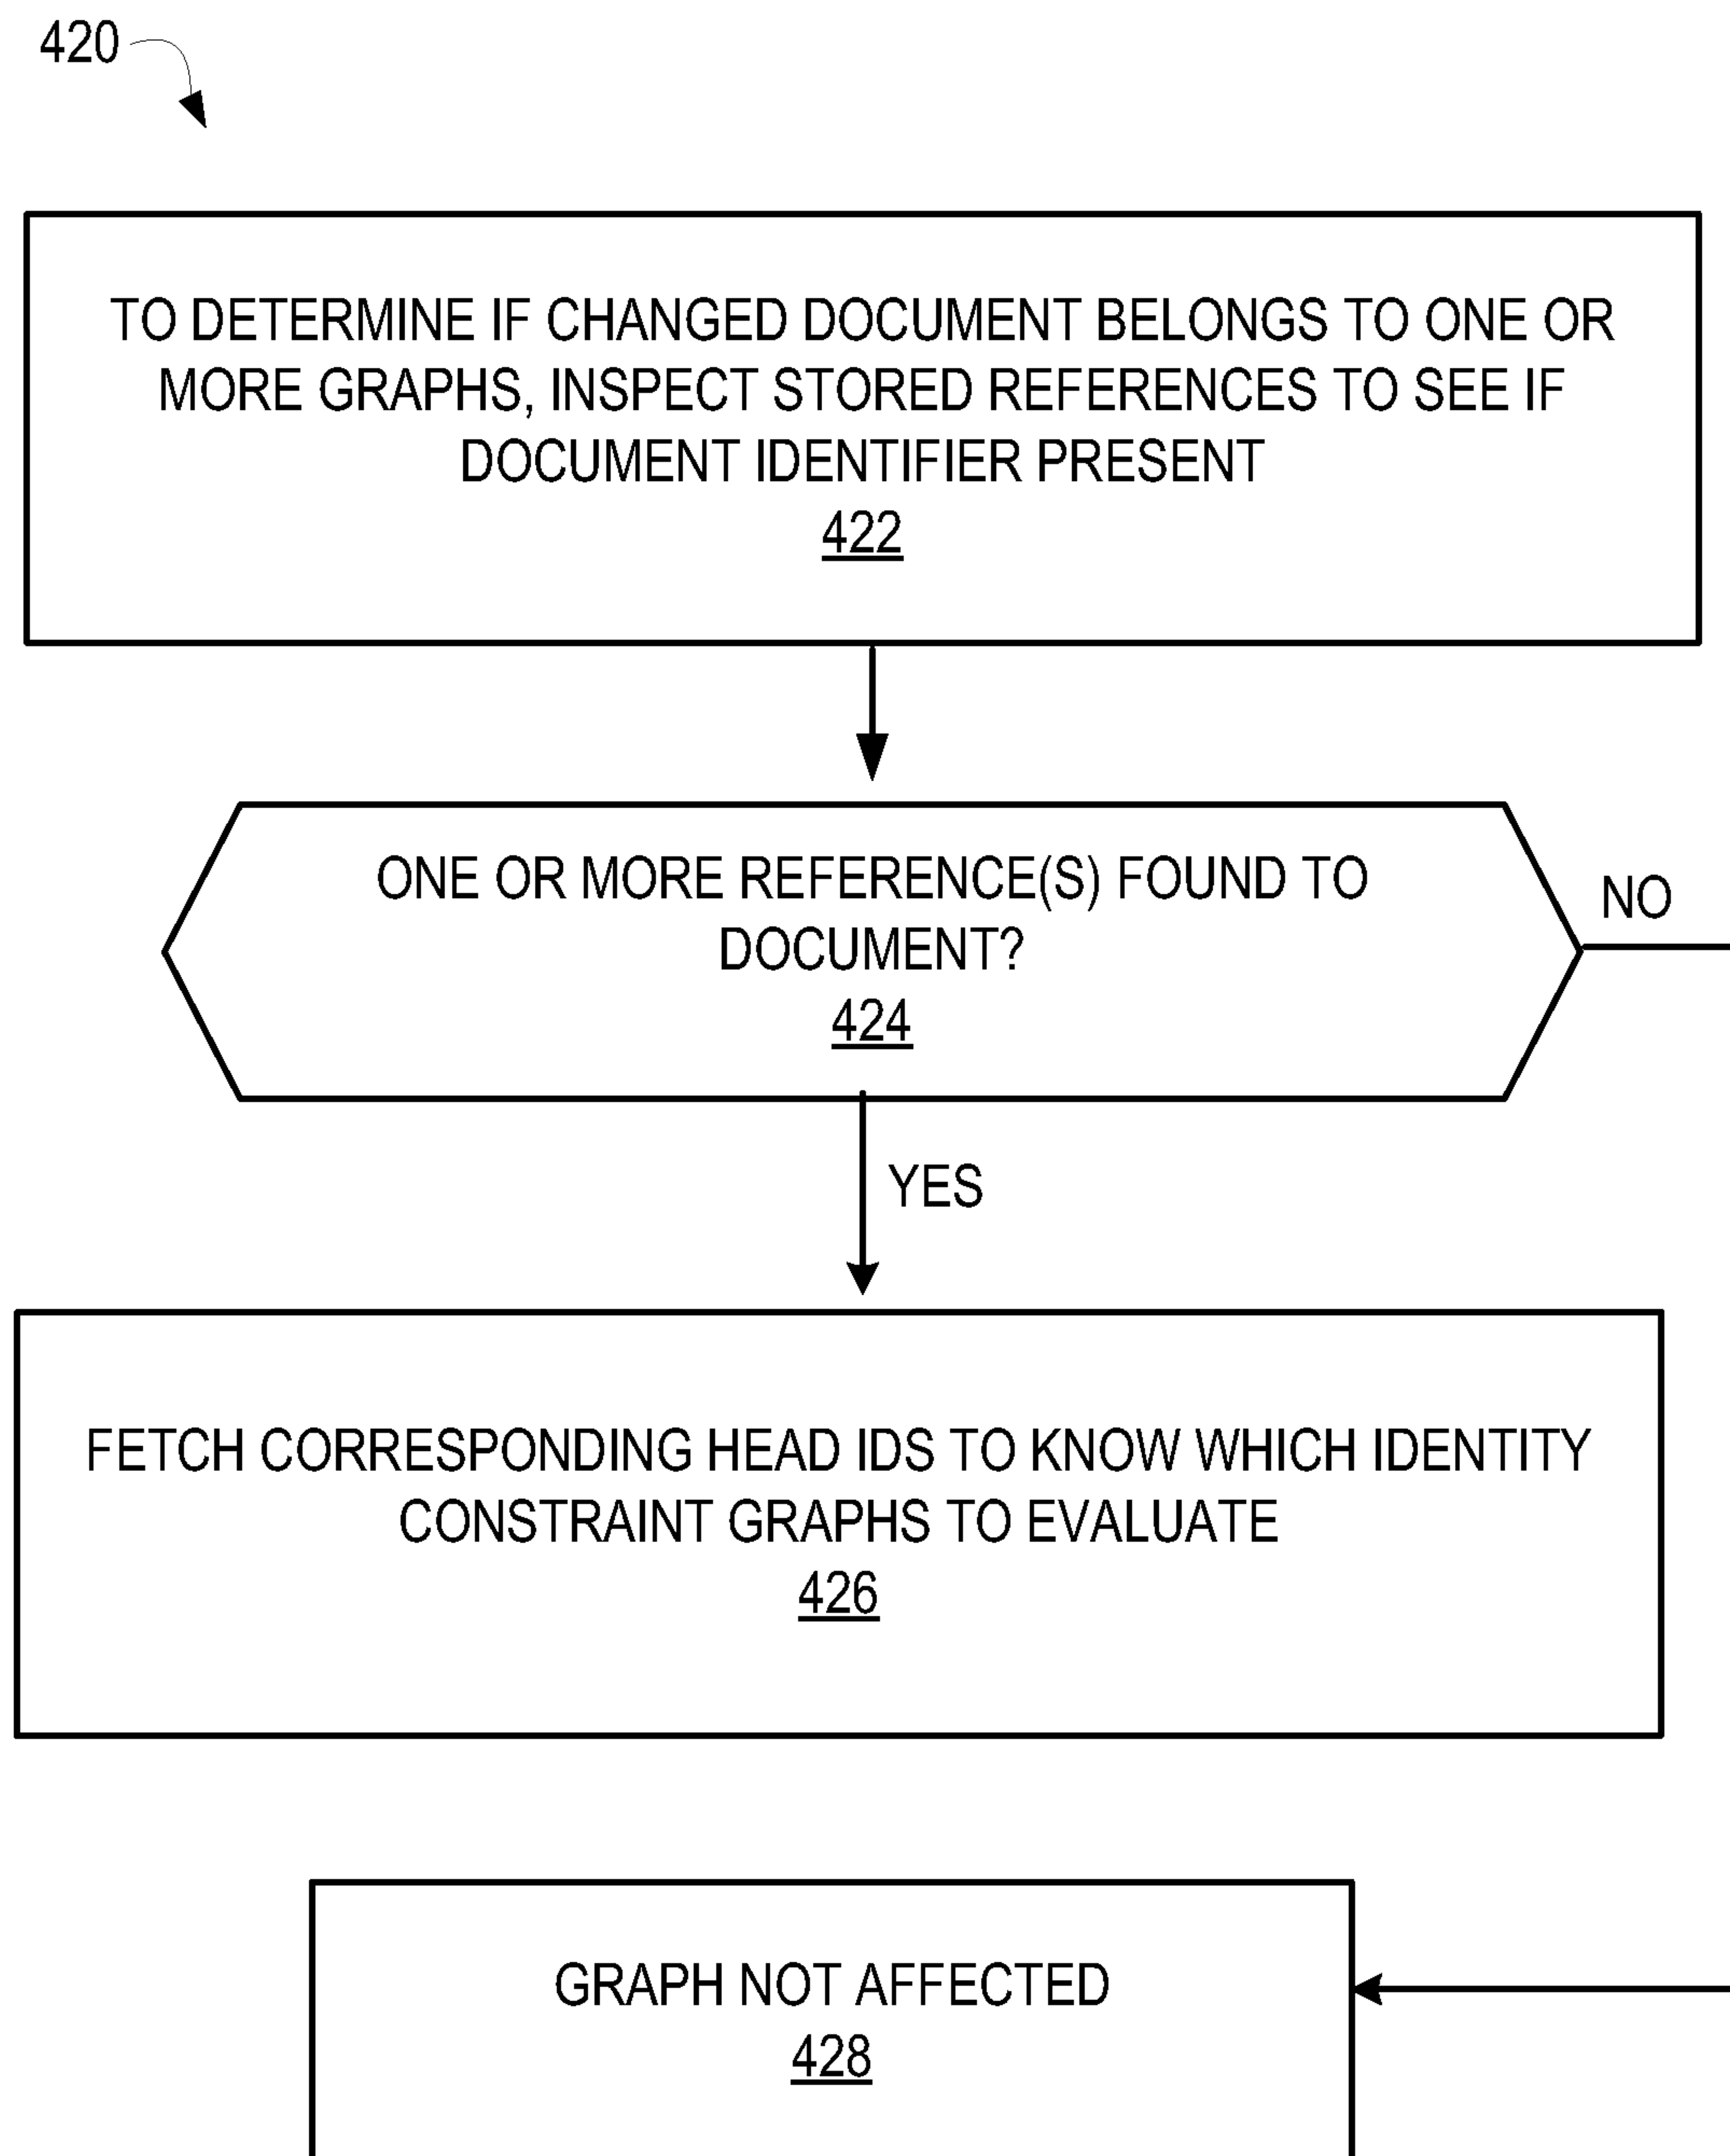 420
TO DETERMINE IF CHANGED DOCUMENT BELONGS TO ONE OR
MORE GRAPHS, INSPECT STORED REFERENCES TO SEE IF
DOCUMENT IDENTIFIER PRESENT
422
ONE OR MORE REFERENCE(S) FOUND TO
DOCUMENT?
424
NO
YES
FETCH CORRESPONDING HEAD IDS TO KNOW WHICH IDENTITY
CONSTRAINT GRAPHS TO EVALUATE
426
GRAPH NOT AFFECTED
428